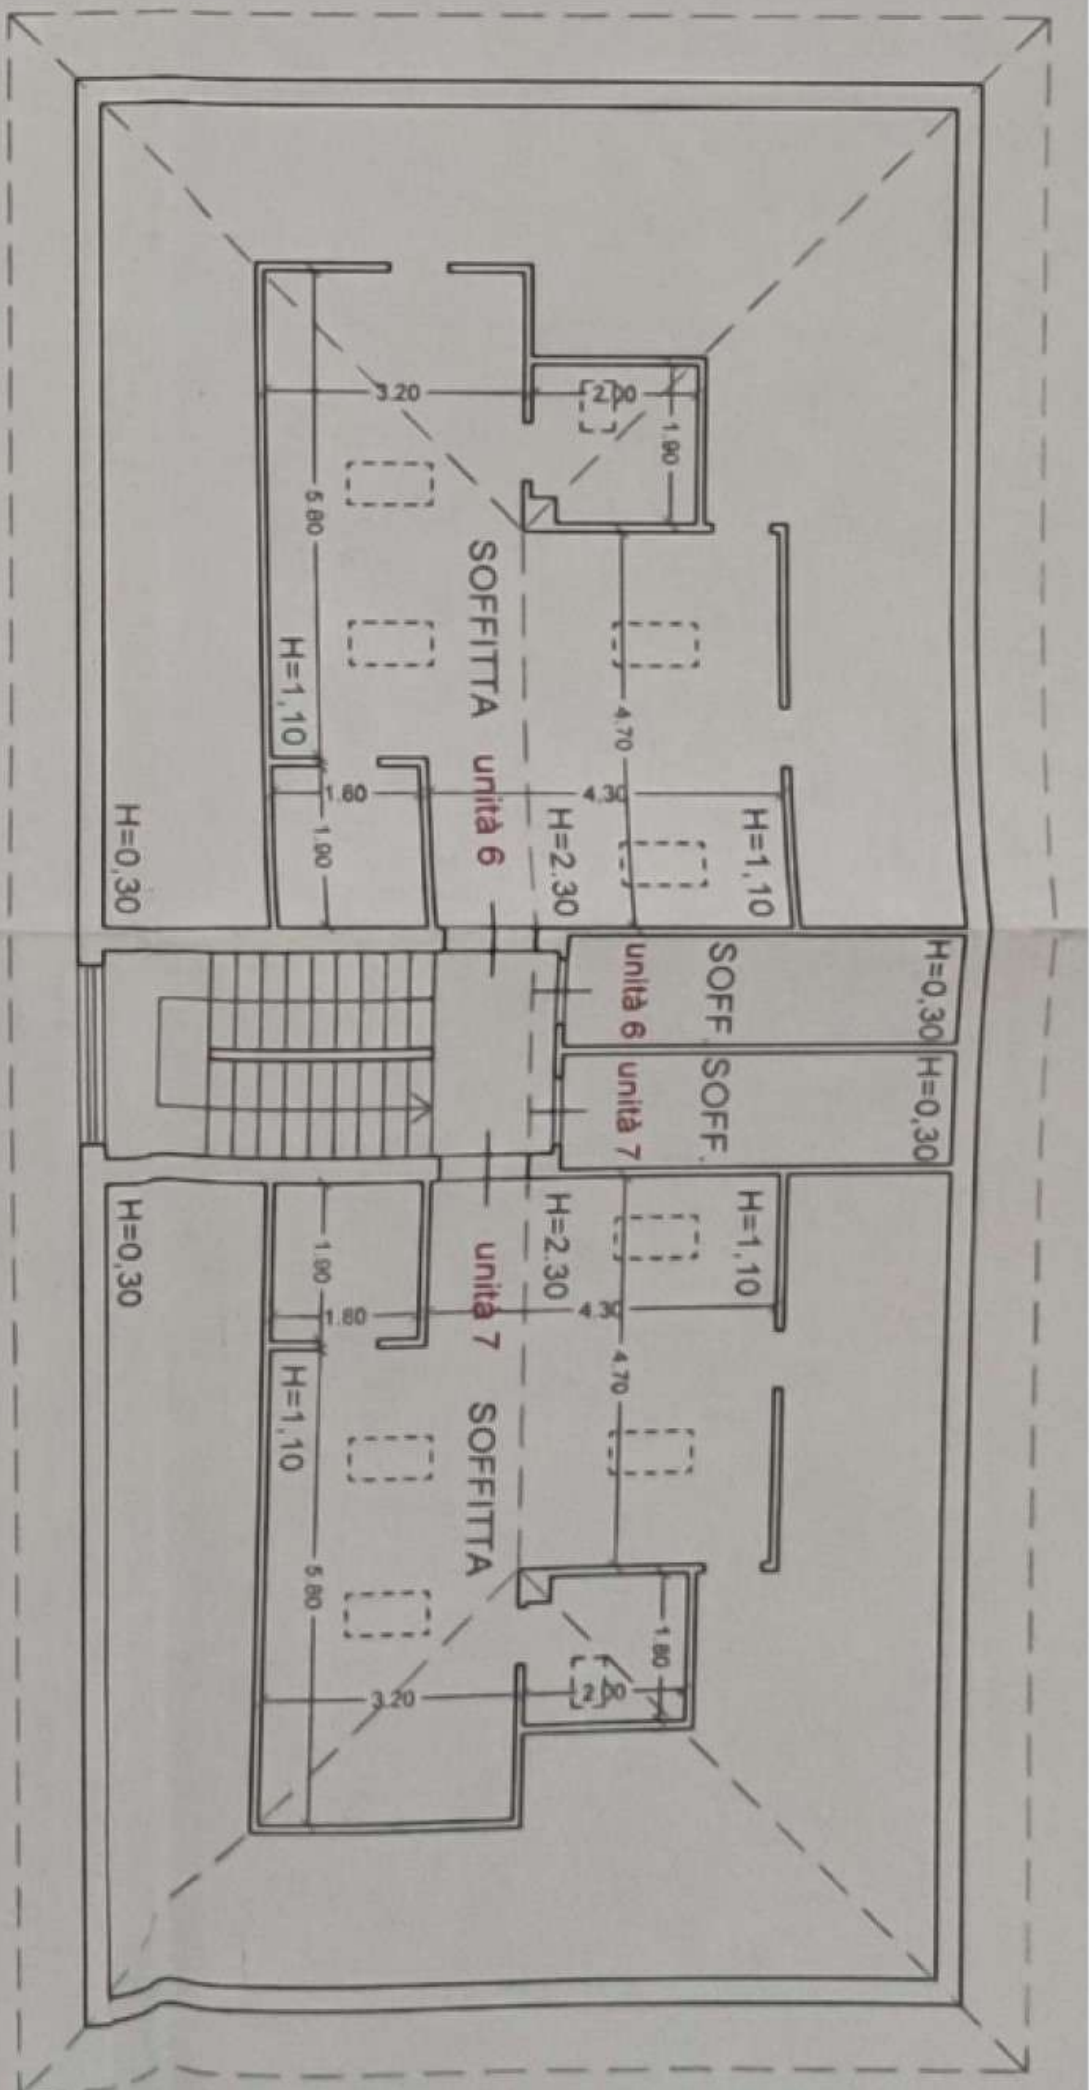 3.20
2.00
1.90
5.80
SOFFITTA unità 6
4.70
H=1,10
1.60
1.90
4.30
H=2.30
H=1,10
H=0,30
SOFF.
unità 6
H=0,30
SOFF.
unità 7
H=0,30
H=0,30
1.90
1.60
H=1,10
unità 7 SOFFITTA
H=2.30
4.30
H=1,10
4.70
5.80
3.20
1.80